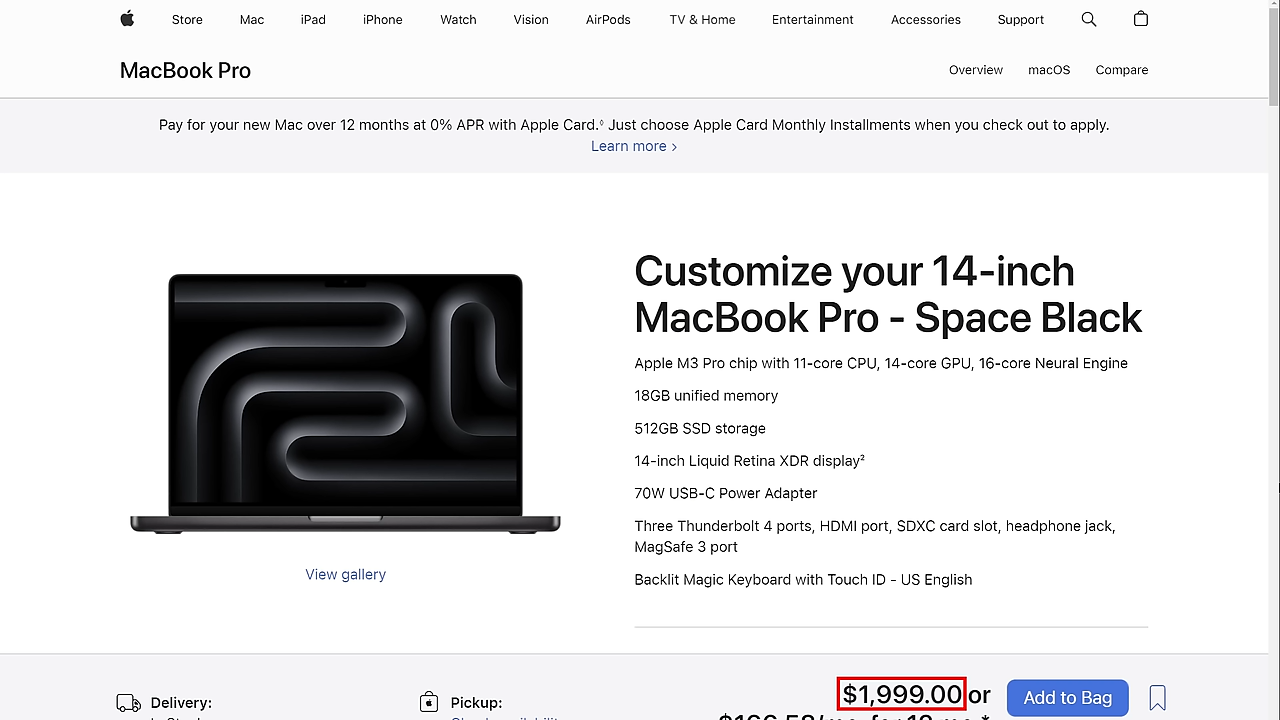 Store Mac iPad iPhone Watch Vision AirPods TV & Home Entertainment Accessories Support
MacBook Pro Overview macOS Compare
Pay for your new Mac over 12 months at 0% APR with Apple Card.◊ Just choose Apple Card Monthly Installments when you check out to apply.
Learn more >
Customize your 14-inch
MacBook Pro - Space Black
Apple M3 Pro chip with 11-core CPU, 14-core GPU, 16-core Neural Engine
18GB unified memory
512GB SSD storage
14-inch Liquid Retina XDR display²
70W USB-C Power Adapter
Three Thunderbolt 4 ports, HDMI port, SDXC card slot, headphone jack,
MagSafe 3 port
Backlit Magic Keyboard with Touch ID - US English
View gallery
Delivery: Pickup: $1,999.00 or Add to Bag